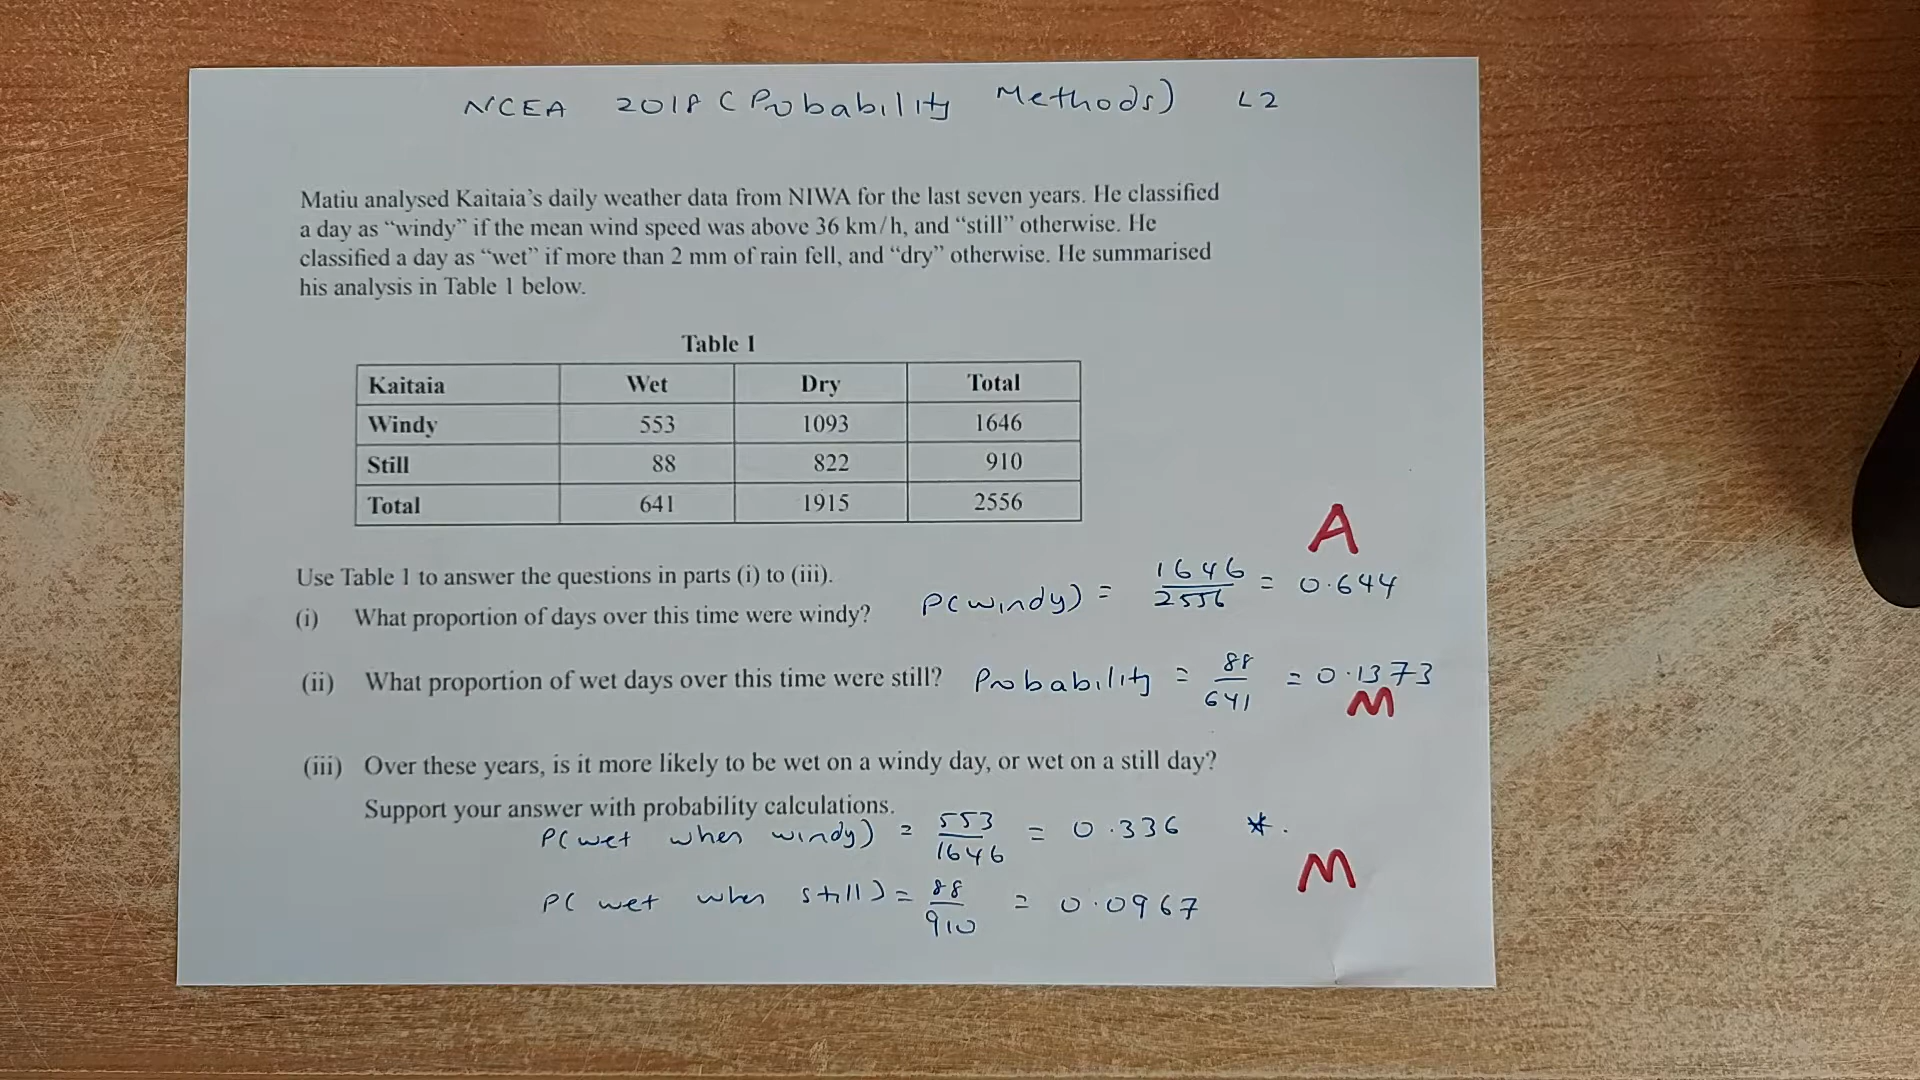 NCEA 2018 (Probability Methods) L2
Matiu analysed Kaitaia's daily weather data from NIWA for the last seven years. He classified
a day as “windy” if the mean wind speed was above 36 km/h, and “still” otherwise. He
classified a day as “wet” if more than 2 mm of rain fell, and “dry” otherwise. He summarised
his analysis in Table 1 below.
Table 1
Kaitaia Wet Dry Total
Windy 553 1093 1646
Still 88 822 910
Total 641 1915 2556
A
Use Table 1 to answer the questions in parts (i) to (iii).
(i) What proportion of days over this time were windy? P(windy) = 1646/2556 = 0.644
(ii) What proportion of wet days over this time were still? Probability = 88/641 = 0.1373
M
(iii) Over these years, is it more likely to be wet on a windy day, or wet on a still day?
Support your answer with probability calculations.
P(wet when windy) = 553/1646 = 0.336 *.
M
P(wet when still) = 88/910 = 0.0967